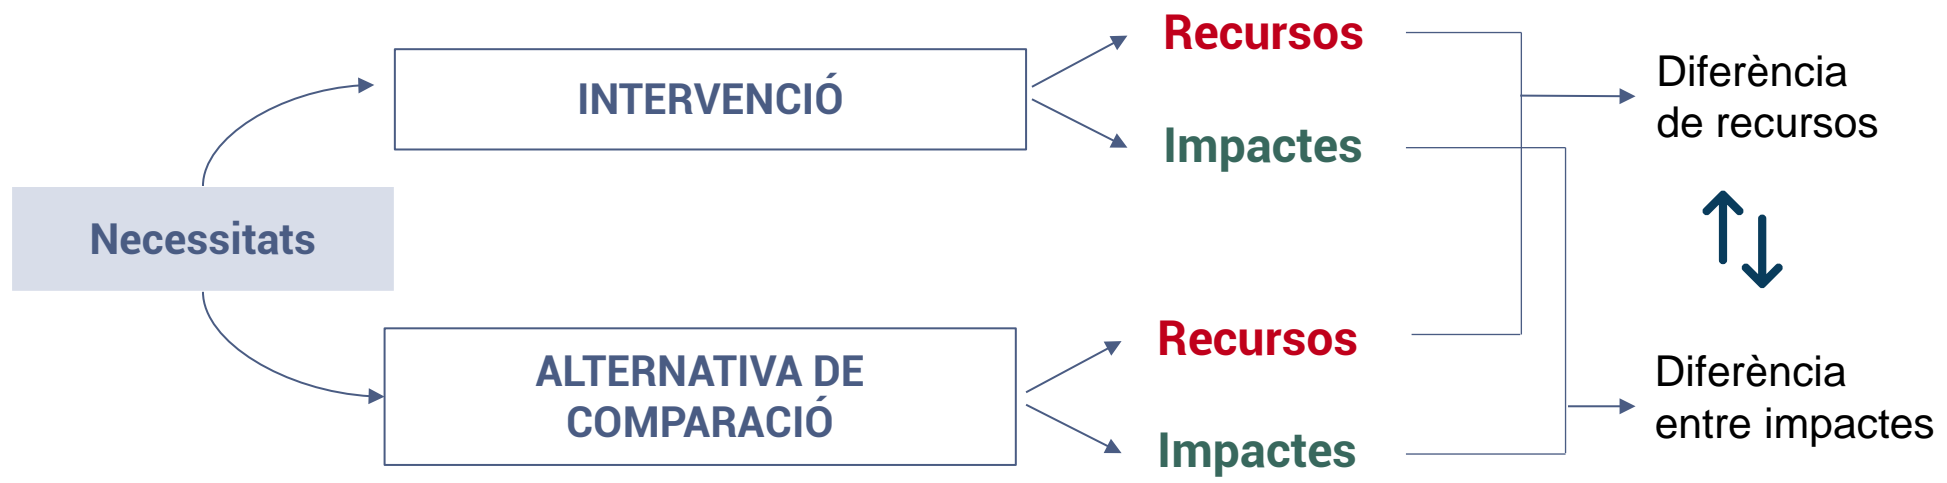 Necessitats
INTERVENCIÓ
Recursos
Impactes
ALTERNATIVA DE
COMPARACIÓ
Recursos
Impactes
Diferència
de recursos
Diferència
entre impactes